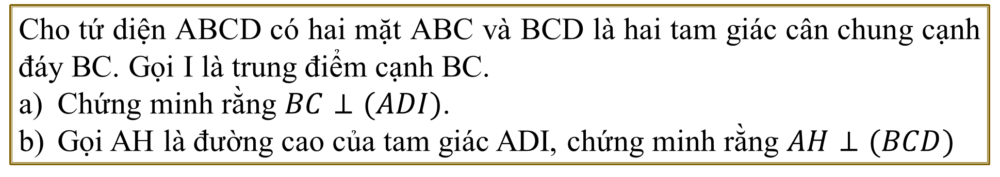 Cho tứ diện ABCD có hai mặt ABC và BCD là hai tam giác cân chung cạnh
đáy BC. Gọi I là trung điểm cạnh BC.
a) Chứng minh rằng BC ⊥ (ADI).
b) Gọi AH là đường cao của tam giác ADI, chứng minh rằng AH ⊥ (BCD)